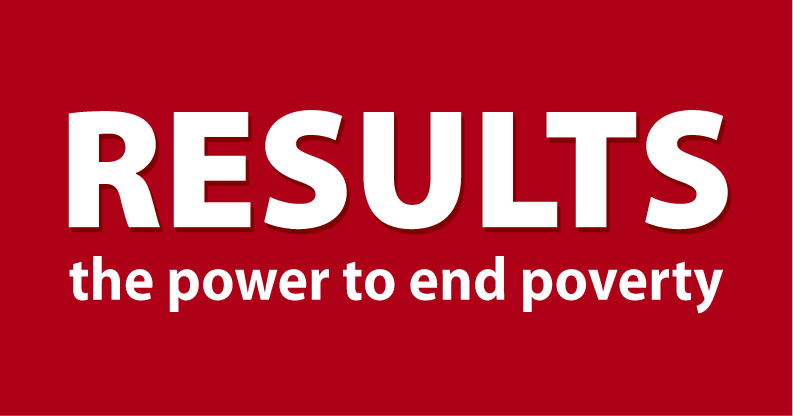 RESULTS
the power to end poverty